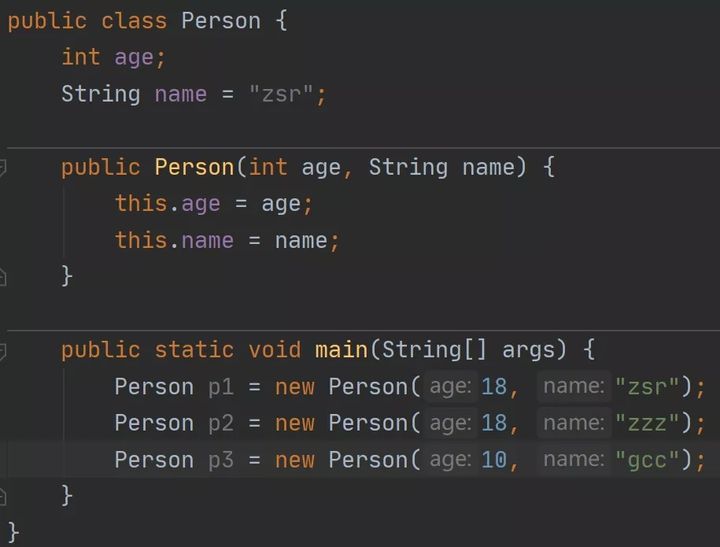 public class Person {
int age;
String name = "zsr";
public Person(int age, String name) {
this.age = age;
this.name = name;
}
public static void main(String[] args) {
Person p1 = new Person( age: 18, name: "zsr");
Person p2 = new Person( age: 18, name: "zzz");
Person p3 = new Person( age: 10, name: "gcc");
}
}